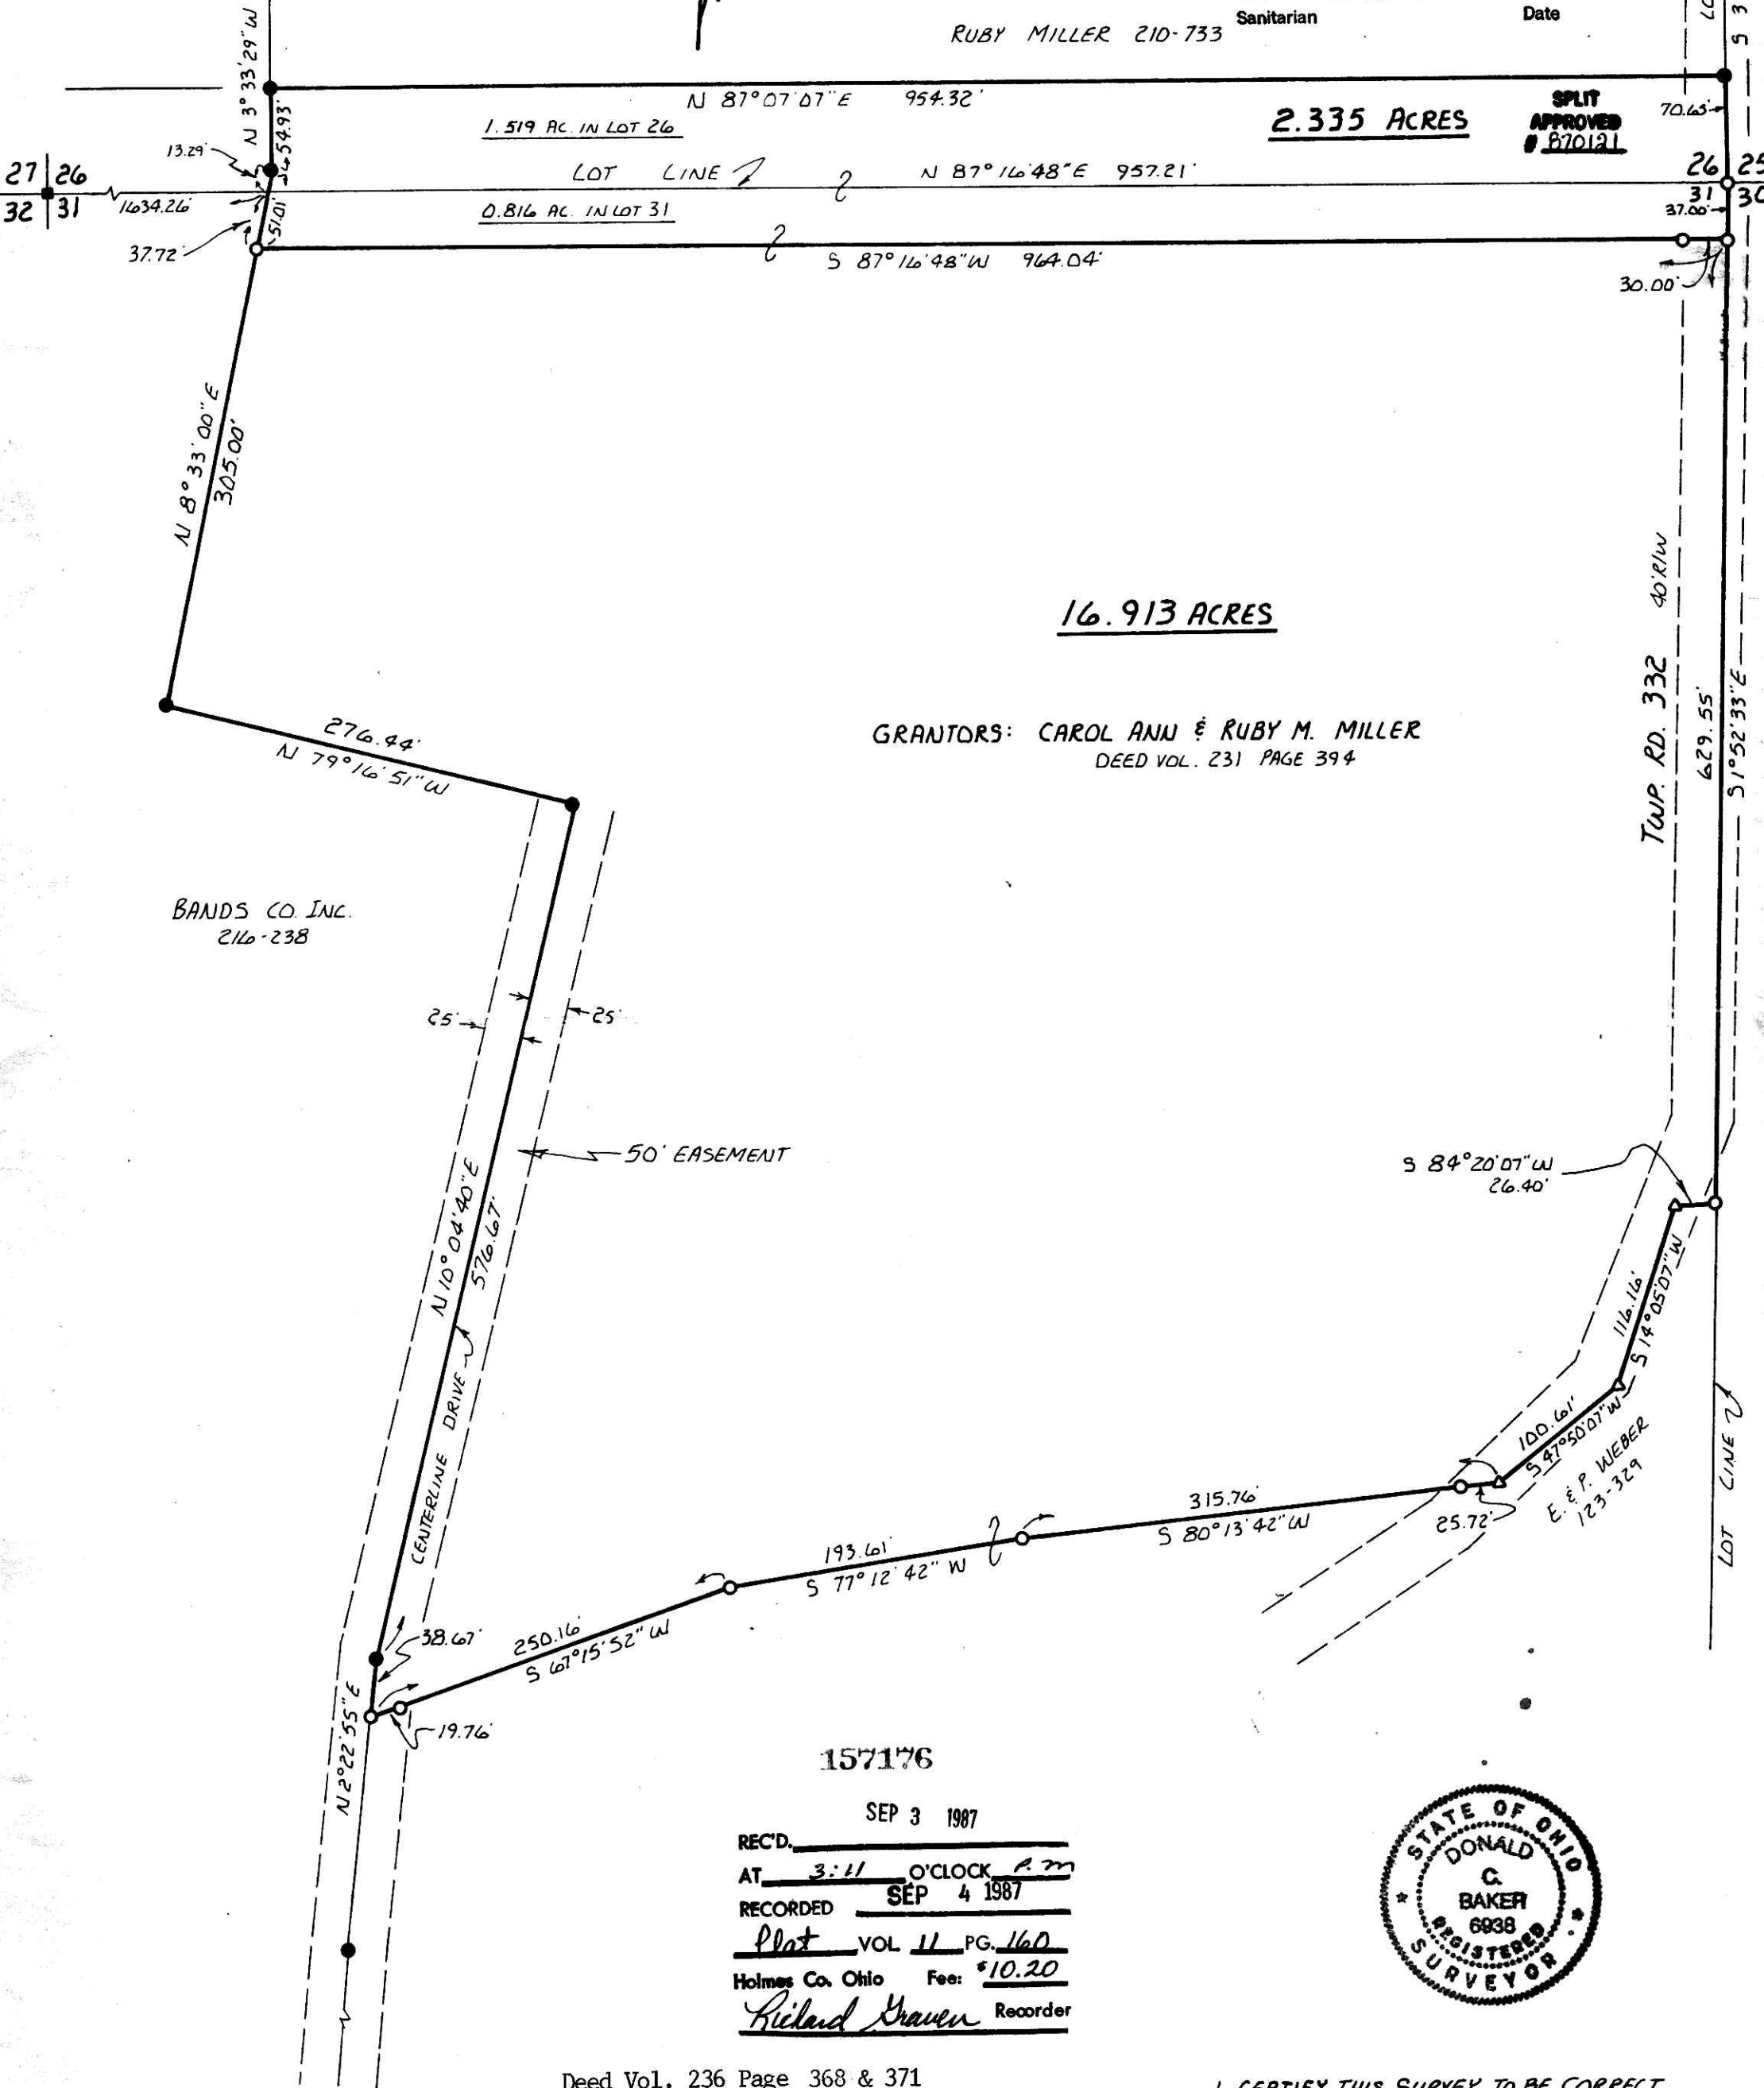 Sanitarian
Date
RUBY MILLER 210-733
N 3° 33' 29" W
N 87° 07' 07" E 954.32'
54.93'
1.519 AC. IN LOT 26
2.335 ACRES
SPLIT
APPROVED
# 870121
70.65'
13.29'
27 26
32 31
1634.26'
LOT LINE
N 87° 16' 48" E 957.21'
26 25
31 30
0.816 AC. IN LOT 31
51.01'
37.00'
37.72'
S 87° 16' 48" W 964.04'
30.00'
N 8° 33' 00" E
305.00'
16.913 ACRES
TWP. RD. 332 40' R/W
629.55'
S 1° 52' 33" E
276.44'
N 79° 16' 51" W
GRANTORS: CAROL ANN & RUBY M. MILLER
DEED VOL. 231 PAGE 394
BANDS CO. INC.
216-238
25'
25'
50' EASEMENT
N 10° 04' 40" E
576.67'
CENTERLINE DRIVE
S 84° 20' 07" W
26.40'
116.16'
S 14° 05' 07" W
100.61'
S 47° 50' 07" W
E. & P. WEBER
123-329
LOT LINE
25.72'
315.76'
S 80° 13' 42" W
193.61'
S 77° 12' 42" W
250.16'
S 67° 15' 52" W
38.67'
19.76'
N 2° 22' 55" E
157176
SEP 3 1987
REC'D.
AT 3:11 O'CLOCK P.M
RECORDED SEP 4 1987
Plat VOL 11 PG. 160
Holmes Co. Ohio Fee: $10.20
Richard Graven Recorder
STATE OF OHIO
DONALD
C.
BAKER
6938
REGISTERED
SURVEYOR
Deed Vol. 236 Page 368 & 371
I CERTIFY THIS SURVEY TO BE CORRECT